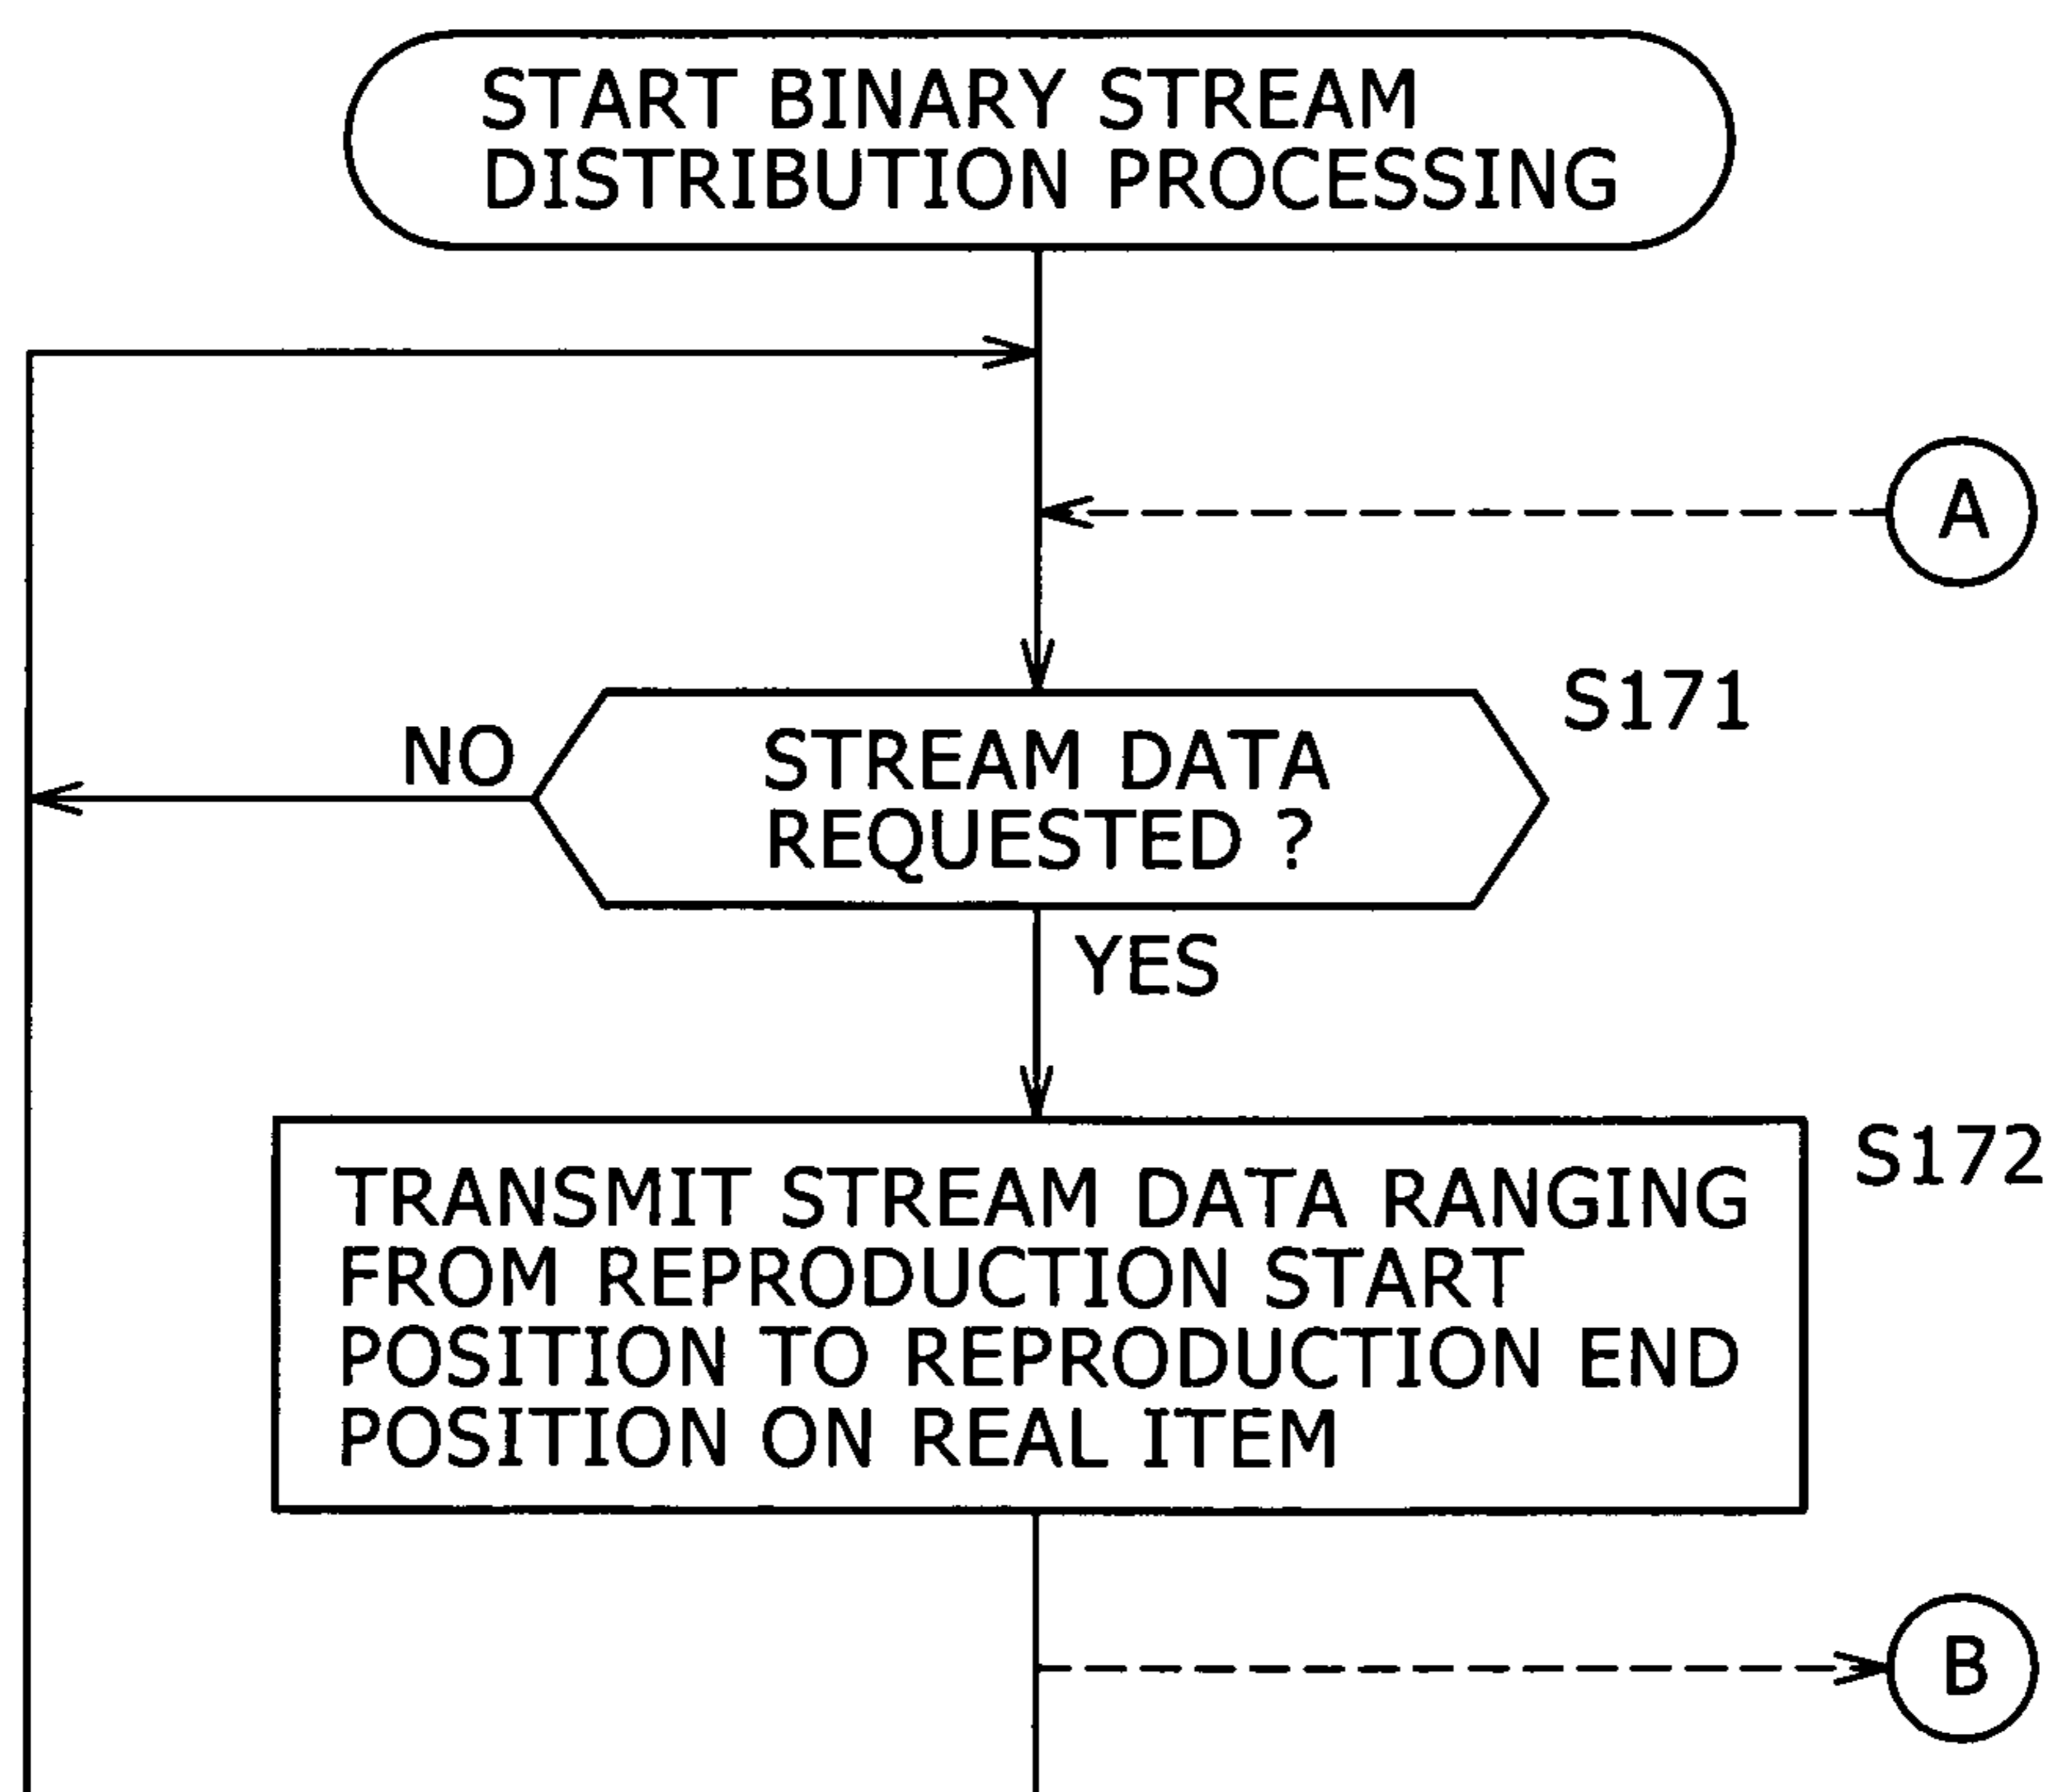 START BINARY STREAM
DISTRIBUTION PROCESSING
A
S171
NO
STREAM DATA
REQUESTED ?
YES
S172
TRANSMIT STREAM DATA RANGING
FROM REPRODUCTION START
POSITION TO REPRODUCTION END
POSITION ON REAL ITEM
B